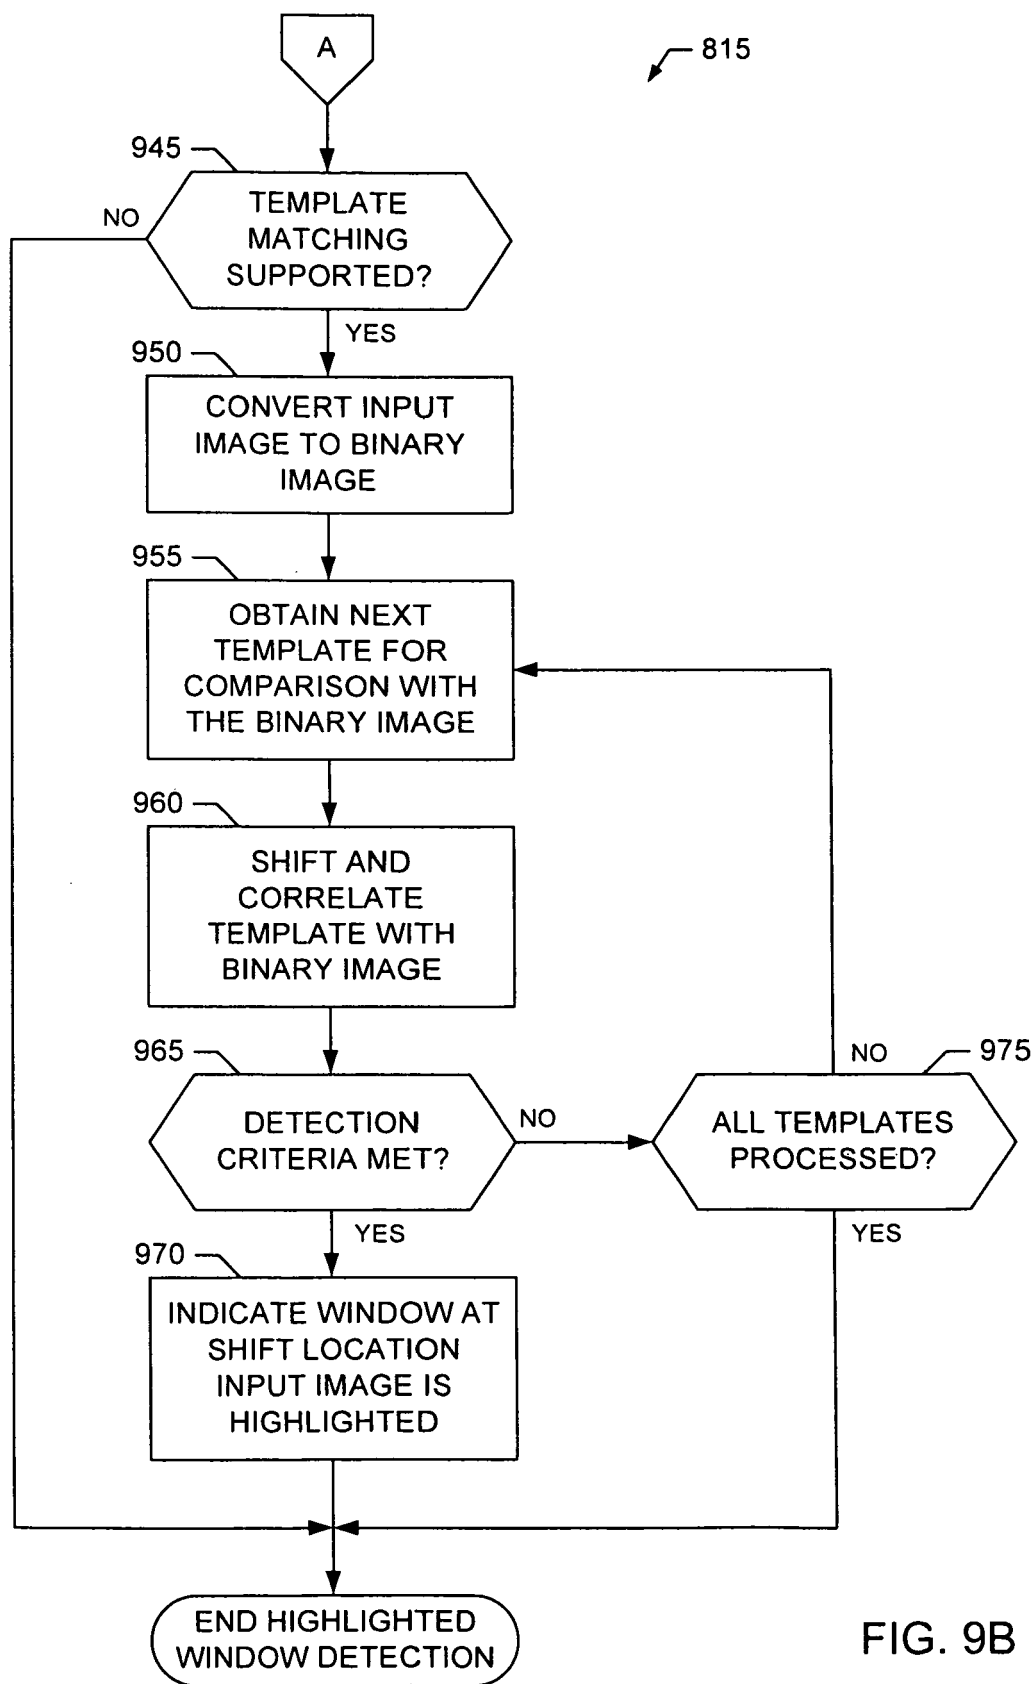 A
815
945
TEMPLATE
MATCHING
SUPPORTED?
NO
YES
950
CONVERT INPUT
IMAGE TO BINARY
IMAGE
955
OBTAIN NEXT
TEMPLATE FOR
COMPARISON WITH
THE BINARY IMAGE
960
SHIFT AND
CORRELATE
TEMPLATE WITH
BINARY IMAGE
965
DETECTION
CRITERIA MET?
NO
YES
975
NO
ALL TEMPLATES
PROCESSED?
YES
970
INDICATE WINDOW AT
SHIFT LOCATION
INPUT IMAGE IS
HIGHLIGHTED
END HIGHLIGHTED
WINDOW DETECTION
FIG. 9B